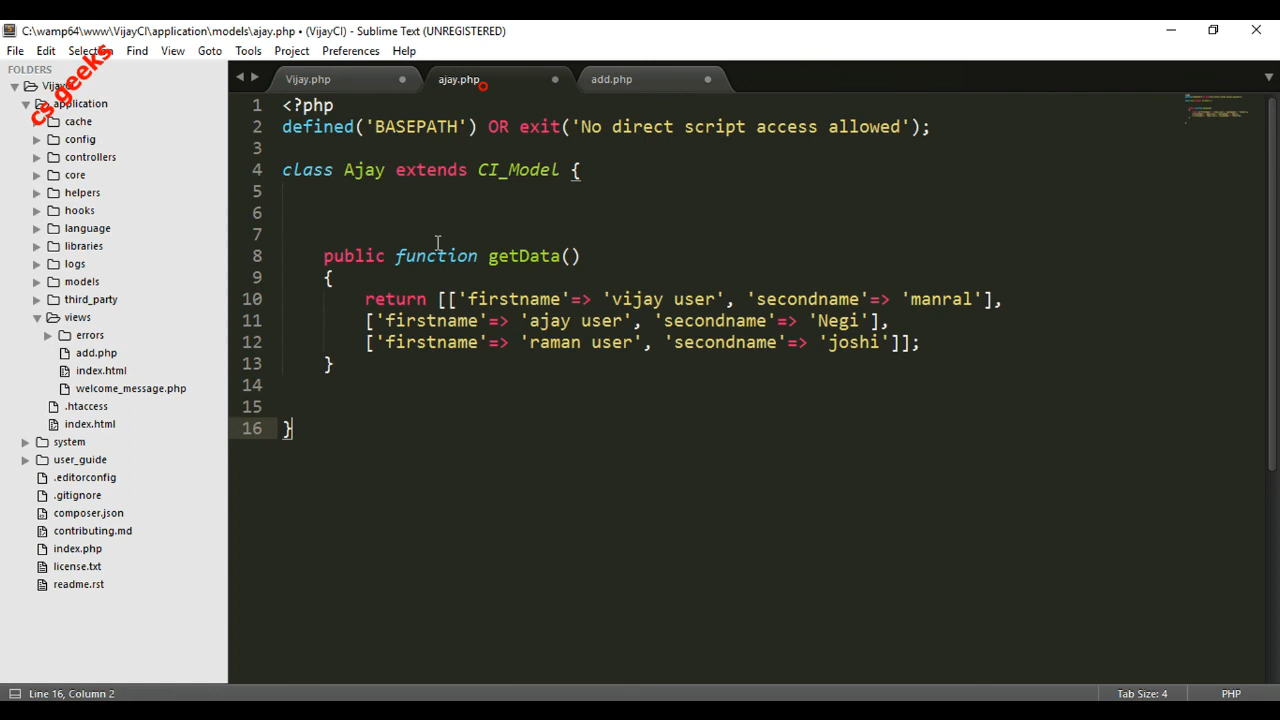 C:\wamp64\www\VijayCI\application\models\ajay.php • (VijayCI) - Sublime Text (UNREGISTERED)
File Edit Selection Find View Goto Tools Project Preferences Help
cs geeks
FOLDERS
VijayCI
application
cache
config
controllers
core
helpers
hooks
language
libraries
logs
models
third_party
views
errors
add.php
index.html
welcome_message.php
.htaccess
index.html
system
user_guide
.editorconfig
.gitignore
composer.json
contributing.md
index.php
license.txt
readme.rst
Vijay.php ajay.php add.php
1 <?php
2 defined('BASEPATH') OR exit('No direct script access allowed');
3
4 class Ajay extends CI_Model {
5
6
7
8 public function getData()
9 {
10 return [['firstname'=> 'vijay user', 'secondname'=> 'manral'],
11 ['firstname'=> 'ajay user', 'secondname'=> 'Negi'],
12 ['firstname'=> 'raman user', 'secondname'=> 'joshi']];
13 }
14
15
16 }
Line 16, Column 2 Tab Size: 4 PHP